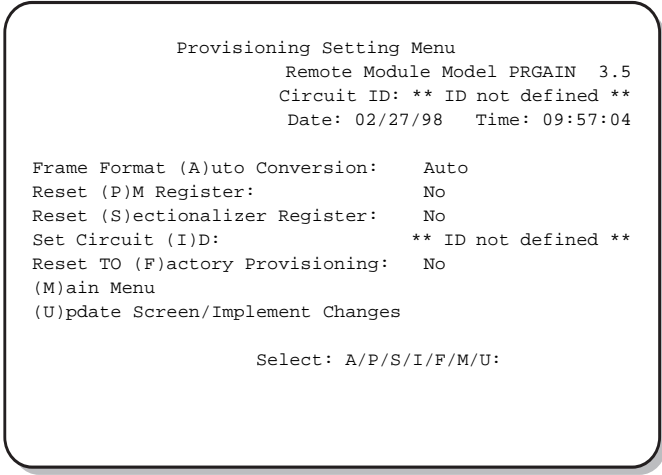 Provisioning Setting Menu
Remote Module Model PRGAIN 3.5
Circuit ID: ** ID not defined **
Date: 02/27/98 Time: 09:57:04
Frame Format (A)uto Conversion: Auto
Reset (P)M Register: No
Reset (S)ectionalizer Register: No
Set Circuit (I)D: ** ID not defined **
Reset TO (F)actory Provisioning: No
(M)ain Menu
(U)pdate Screen/Implement Changes
Select: A/P/S/I/F/M/U: